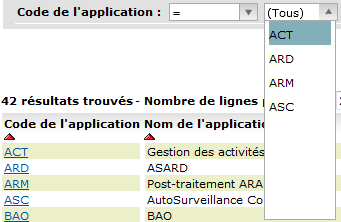 Code de l'application : = (Tous)
ACT
ARD
ARM
ASC
42 résultats trouvés - Nombre de lignes
Code de l'application Nom de l'applicatio
ACT Gestion des activités
ARD ASARD
ARM Post-traitement ARA
ASC AutoSurveillance Co
BAO BAO